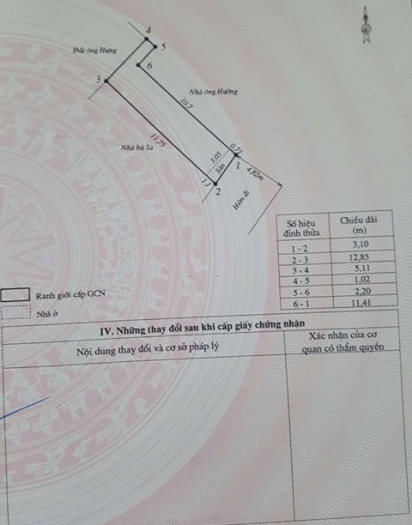 4
5
Đất ông Hưng
6
3
Nhà ông Hường
10.7
11.75
Nhà bà Sa
0.71
3.05
1
Sân
4.82m
1.1
2
Hẻm đi
Số hiệu đỉnh thửa
Chiều dài (m)
1 - 2 3,10
2 - 3 12,85
3 - 4 5,11
4 - 5 1,02
5 - 6 2,20
6 - 1 11,41
Ranh giới cấp GCN
Nhà ở
IV. Những thay đổi sau khi cấp giấy chứng nhận
Nội dung thay đổi và cơ sở pháp lý
Xác nhận của cơ
quan có thẩm quyền